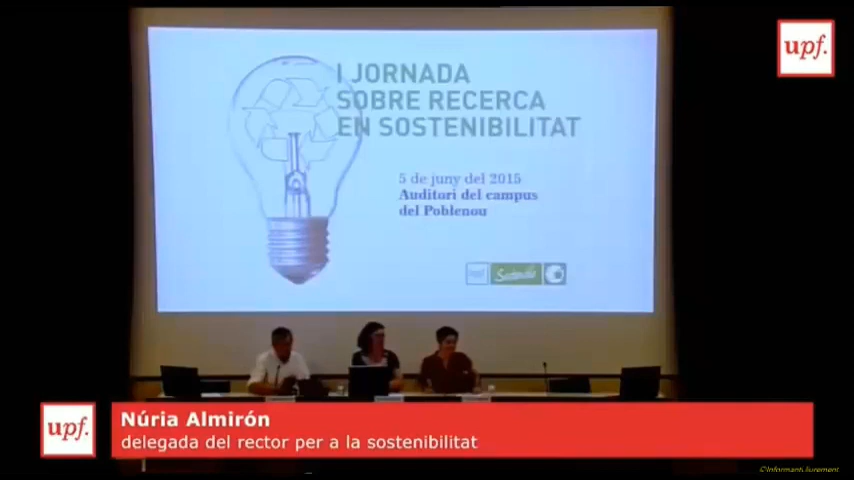 upf.
I JORNADA
SOBRE RECERCA
EN SOSTENIBILITAT
5 de juny del 2015
Auditori del campus
del Poblenou
upf.
Núria Almirón
delegada del rector per a la sostenibilitat